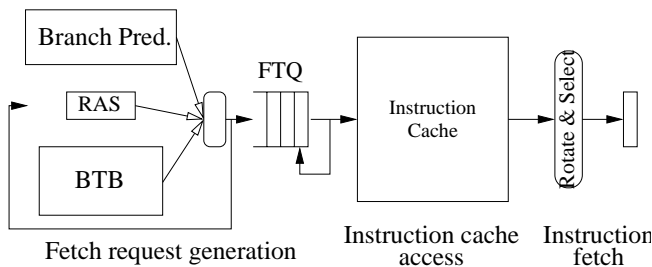 Branch Pred.
RAS
BTB
FTQ
Instruction
Cache
Rotate & Select
Fetch request generation
Instruction cache
access
Instruction
fetch